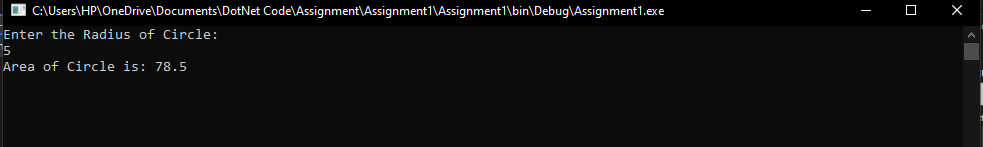 C:\Users\HP\OneDrive\Documents\DotNet Code\Assignment\Assignment1\Assignment1\bin\Debug\Assignment1.exe
Enter the Radius of Circle:
5
Area of Circle is: 78.5